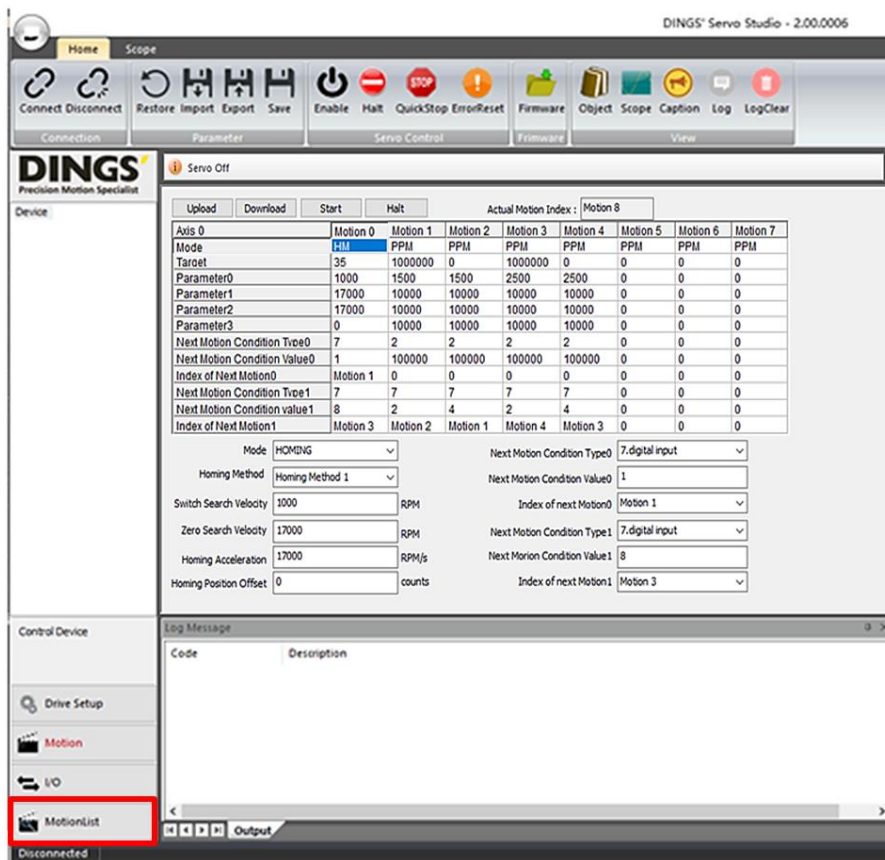 DINGS' Servo Studio - 2.00.0006
Home Scope
Connect Disconnect Restore Import Export Save Enable Halt STOP QuickStop ErrorReset Firmware Object Scope Caption Log LogClear
Connection Parameter Servo Control Frimware View
DINGS'
Precision Motion Specialist
Servo Off
Device
Upload Download Start Halt Actual Motion Index : Motion 8
Axis 0 Motion 0 Motion 1 Motion 2 Motion 3 Motion 4 Motion 5 Motion 6 Motion 7
Mode HM PPM PPM PPM PPM PPM PPM PPM
Target 35 1000000 0 1000000 0 0 0 0
Parameter0 1000 1500 1500 2500 2500 0 0 0
Parameter1 17000 10000 10000 10000 10000 0 0 0
Parameter2 17000 10000 10000 10000 10000 0 0 0
Parameter3 0 10000 10000 10000 10000 0 0 0
Next Motion Condition Type0 7 2 2 2 2 0 0 0
Next Motion Condition Value0 1 100000 100000 100000 100000 0 0 0
Index of Next Motion0 Motion 1 0 0 0 0 0 0 0
Next Motion Condition Type1 7 7 7 7 7 0 0 0
Next Motion Condition value1 8 2 4 2 4 0 0 0
Index of Next Motion1 Motion 3 Motion 2 Motion 1 Motion 4 Motion 3 0 0 0
Mode HOMING Next Motion Condition Type0 7.digital input
Homing Method Homing Method 1 Next Motion Condition Value0 1
Switch Search Velocity 1000 RPM Index of next Motion0 Motion 1
Zero Search Velocity 17000 RPM Next Motion Condition Type1 7.digital input
Homing Acceleration 17000 RPM/s Next Morion Condition Value1 8
Homing Position Offset 0 counts Index of next Motion1 Motion 3
Control Device
Log Message
Code Description
Drive Setup
Motion
I/O
MotionList
Output
Disconnected